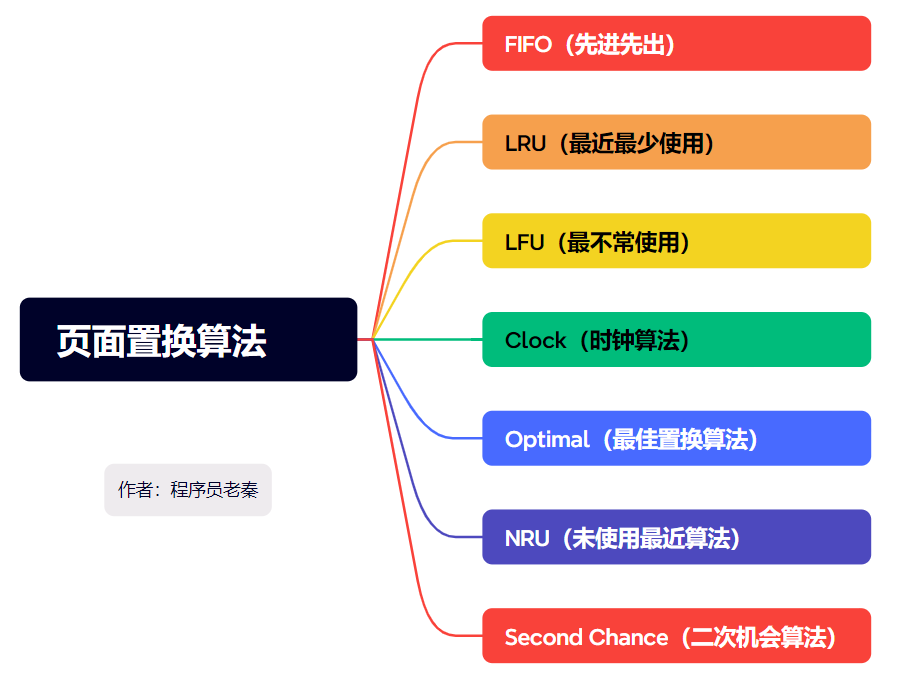 FIFO（先进先出）
LRU（最近最少使用）
LFU（最不常使用）
页面置换算法
Clock（时钟算法）
Optimal（最佳置换算法）
作者：程序员老秦
NRU（未使用最近算法）
Second Chance（二次机会算法）